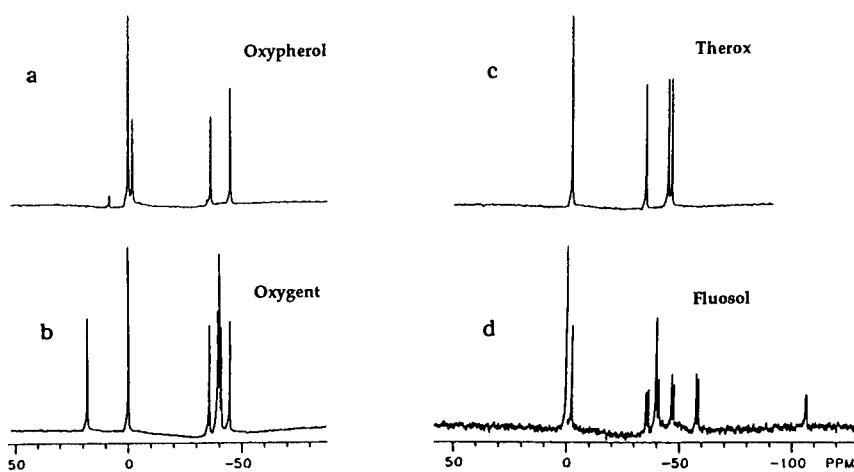 a
Oxypherol
c
Therox
b
Oxygent
d
Fluosol
50 0 -50
50 0 -50 -100 PPM